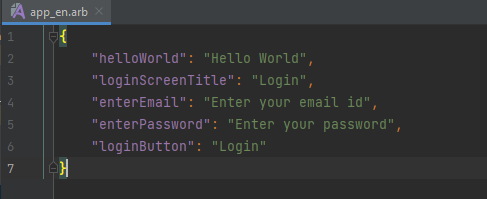 app_en.arb
1 {
2 "helloWorld": "Hello World",
3 "loginScreenTitle": "Login",
4 "enterEmail": "Enter your email id",
5 "enterPassword": "Enter your password",
6 "loginButton": "Login"
7 }